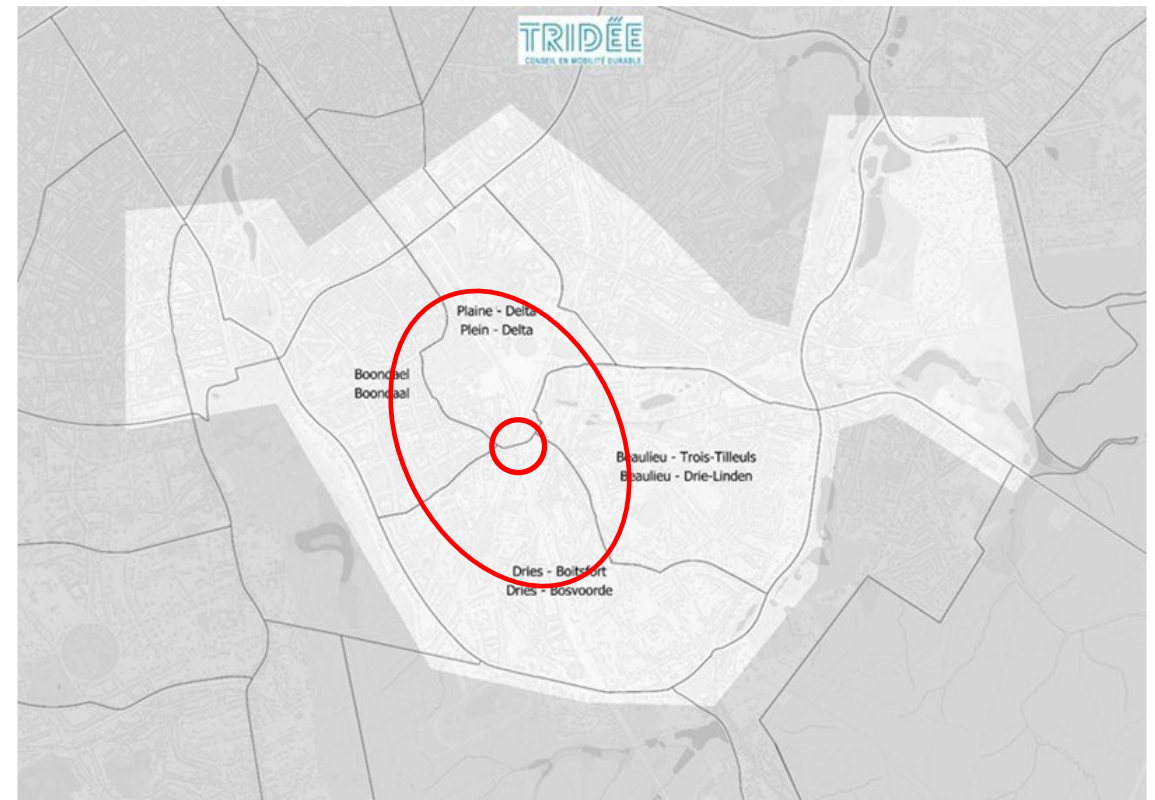 TRIDËE
CONSEIL EN MOBILITÉ DURABLE
Plaine - Delta
Plein - Delta
Boondael
Boondaal
Beaulieu - Trois-Tilleuls
Beaulieu - Drie-Linden
Dries - Boitsfort
Dries - Bosvoorde